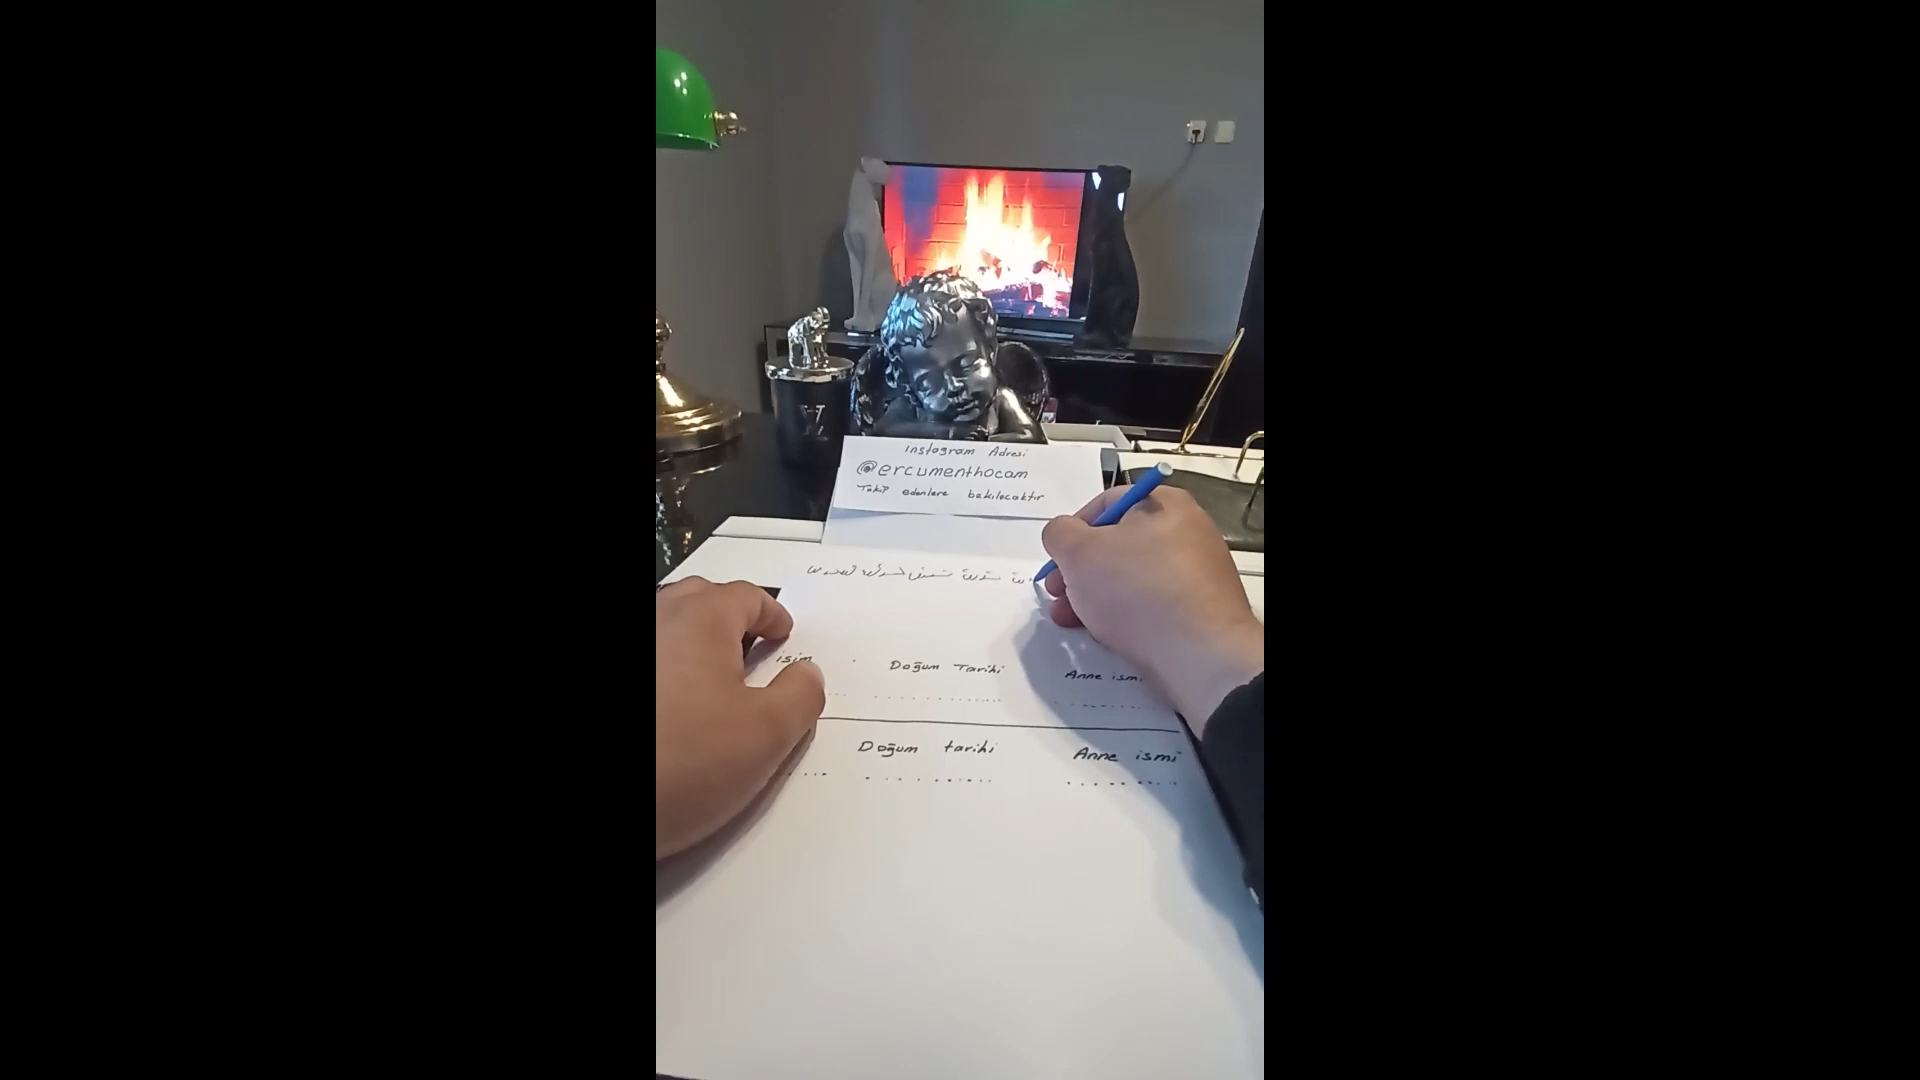 instagram Adresi
@ercumenthocam
Takip edenlere bakılacaktır
isim Doğum Tarihi Anne ismi
Doğum tarihi Anne ismi